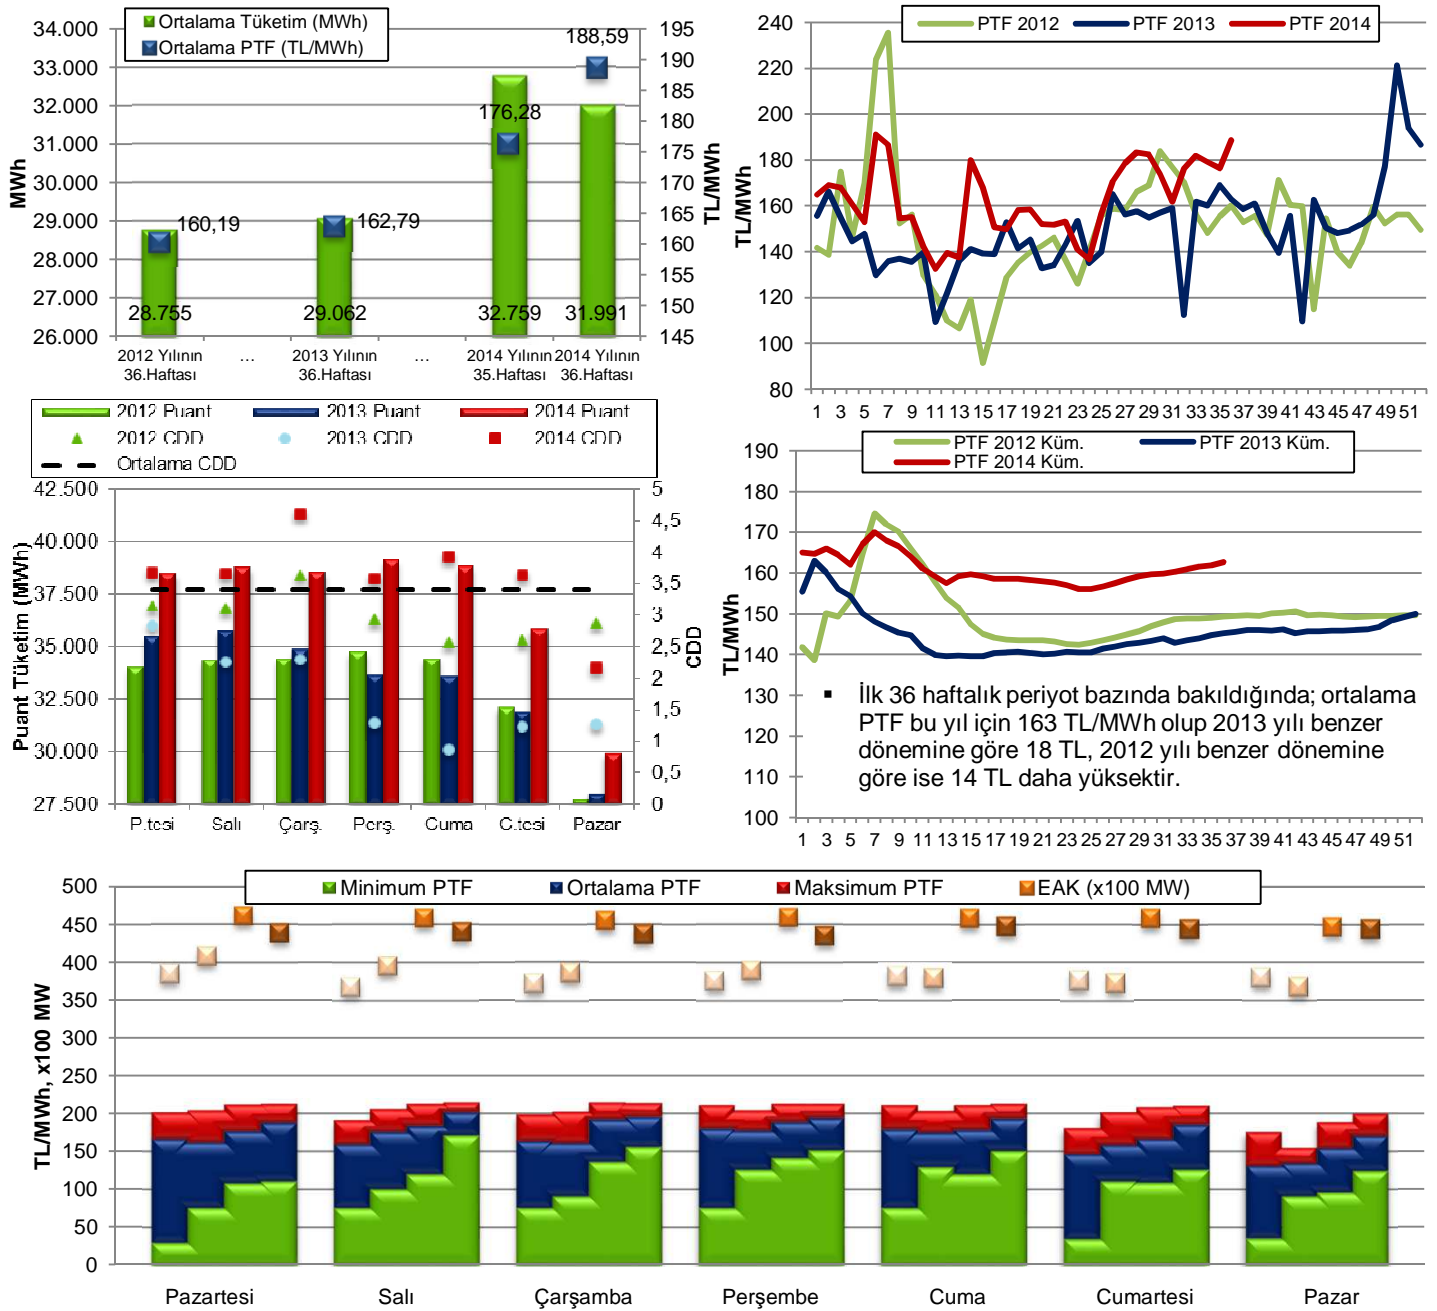 Ortalama Tüketim (MWh)
Ortalama PTF (TL/MWh)
MWh
34.000
33.000
32.000
31.000
30.000
29.000
28.000
27.000
26.000
195
190
185
180
175
170
165
160
155
150
145
TL/MWh
160,19
162,79
176,28
188,59
28.755
29.062
32.759
31.991
2012 Yılının 36.Haftası
...
2013 Yılının 36.Haftası
...
2014 Yılının 35.Haftası
2014 Yılının 36.Haftası
PTF 2012 PTF 2013 PTF 2014
TL/MWh
240
220
200
180
160
140
120
100
80
1 3 5 7 9 11 13 15 17 19 21 23 25 27 29 31 33 35 37 39 41 43 45 47 49 51
2012 Puant 2013 Puant 2014 Puant
2012 CDD 2013 CDD 2014 CDD
Ortalama CDD
Puant Tüketim (MWh)
42.500
40.000
37.500
35.000
32.500
30.000
27.500
5
4,5
4
3,5
3
2,5
2
1,5
1
0,5
0
CDD
P.tesi Salı Çarş. Perş. Cuma C.tesi Pazar
PTF 2012 Küm. PTF 2013 Küm.
PTF 2014 Küm.
TL/MWh
190
180
170
160
150
140
130
120
110
100
▪ İlk 36 haftalık periyot bazında bakıldığında; ortalama
PTF bu yıl için 163 TL/MWh olup 2013 yılı benzer
dönemine göre 18 TL, 2012 yılı benzer dönemine
göre ise 14 TL daha yüksektir.
1 3 5 7 9 11 13 15 17 19 21 23 25 27 29 31 33 35 37 39 41 43 45 47 49 51
Minimum PTF Ortalama PTF Maksimum PTF EAK (x100 MW)
TL/MWh, x100 MW
500
450
400
350
300
250
200
150
100
50
0
Pazartesi Salı Çarşamba Perşembe Cuma Cumartesi Pazar